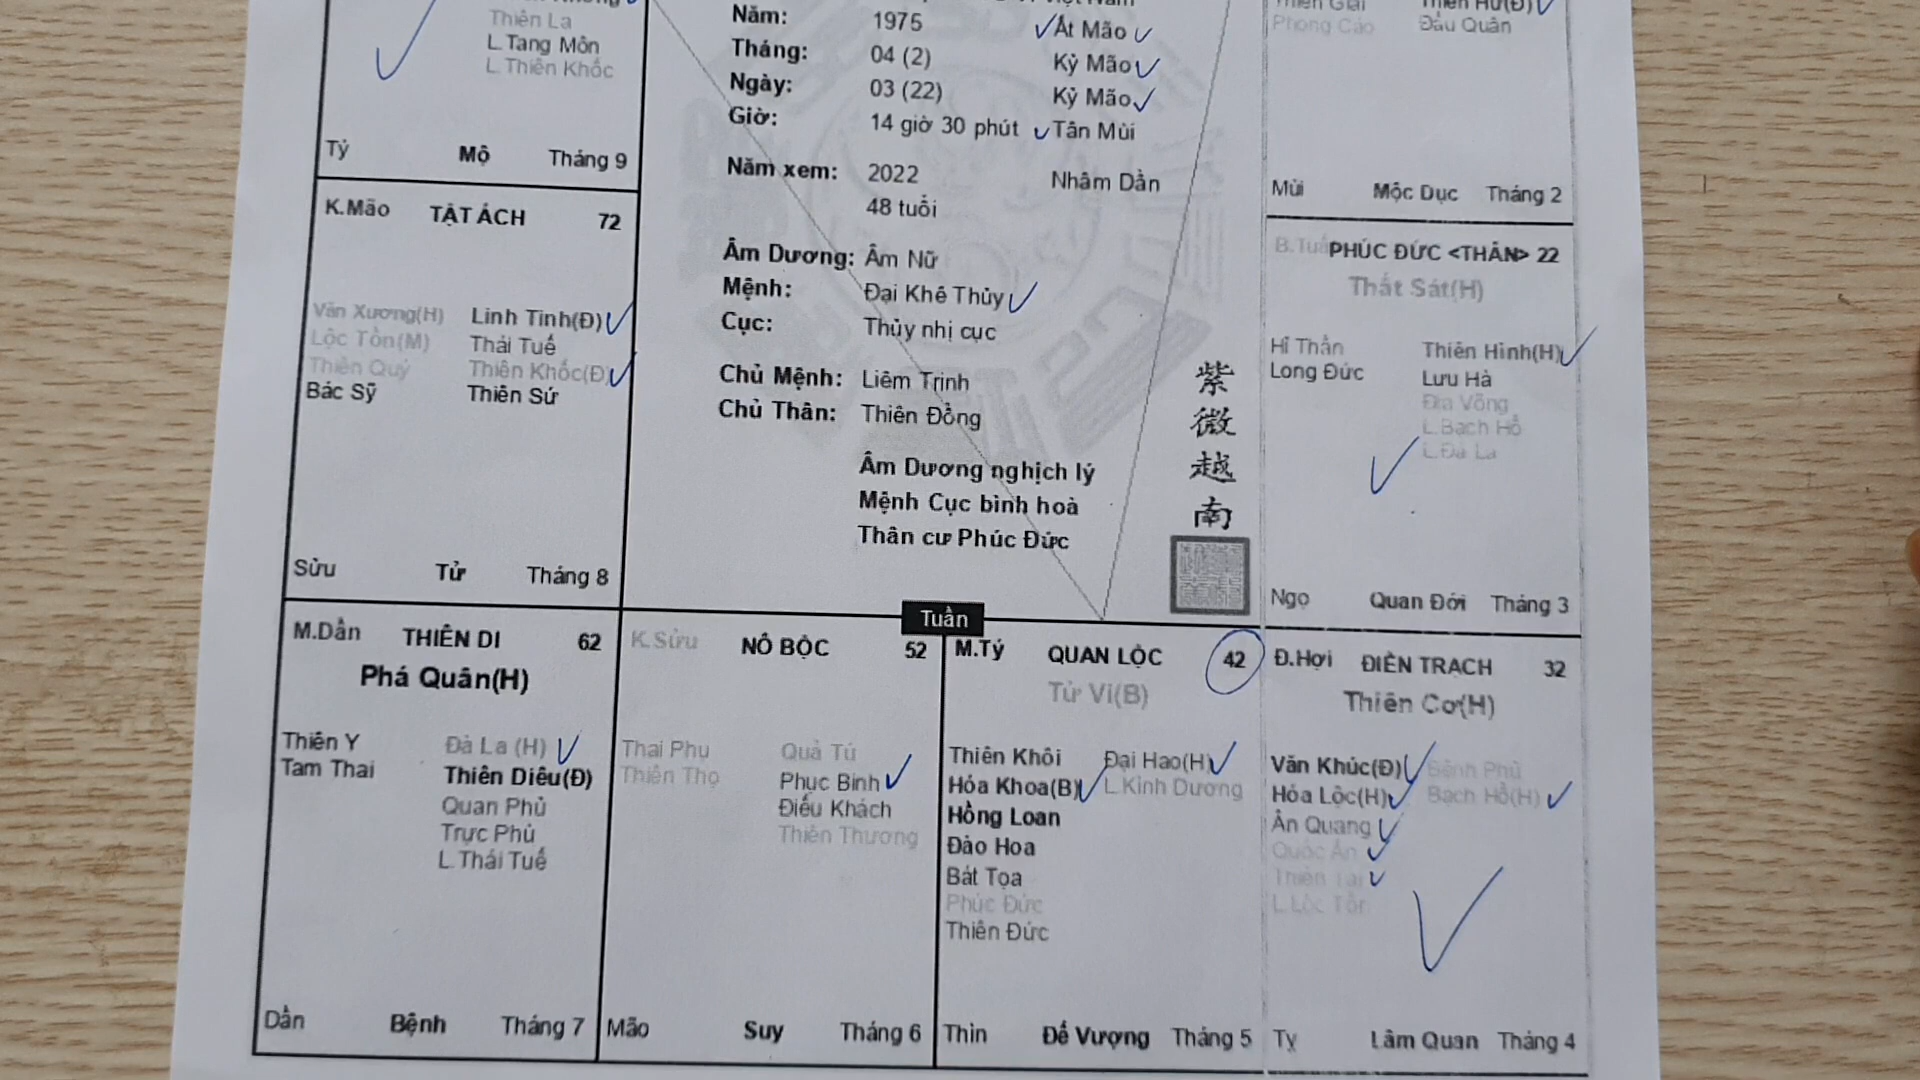 Thiên La
L.Tang Môn
L.Thiên Khốc
Tỵ Mộ Tháng 9
Năm: 1975 Ất Mão
Tháng: 04 (2) Kỷ Mão
Ngày: 03 (22) Kỷ Mão
Giờ: 14 giờ 30 phút Tân Mùi
Năm xem: 2022 Nhâm Dần
48 tuổi
Âm Dương: Âm Nữ
Mệnh: Đại Khê Thủy
Cục: Thủy nhị cục
Chủ Mệnh: Liêm Trinh
Chủ Thân: Thiên Đồng
Âm Dương nghịch lý
Mệnh Cục bình hoà
Thân cư Phúc Đức
紫
微
越
南
Thiên Giải Thiên Hư(Đ)
Phong Cáo Đẩu Quân
Mùi Mộc Dục Tháng 2
K.Mão TẬT ÁCH 72
Văn Xương(H) Linh Tinh(Đ)
Lộc Tồn(M) Thái Tuế
Thiên Quý Thiên Khốc(Đ)
Bác Sỹ Thiên Sứ
Sửu Tử Tháng 8
PHÚC ĐỨC <THÂN> 22
Thất Sát(H)
Hỉ Thần Thiên Hình(H)
Long Đức Lưu Hà
Địa Võng
L.Bạch Hổ
L.Đà La
Ngọ Quan Đới Tháng 3
Tuần
M.Dần THIÊN DI 62
Phá Quân(H)
Thiên Y Đà La (H)
Tam Thai Thiên Diêu(Đ)
Quan Phủ
Trực Phù
L.Thái Tuế
Dần Bệnh Tháng 7
K.Sửu NÔ BỘC 52
Thai Phụ Quả Tú
Thiên Thọ Phục Binh
Điếu Khách
Thiên Thương
Mão Suy Tháng 6
M.Tý QUAN LỘC 42
Tử Vi(B)
Thiên Khôi Đại Hao(H)
Hóa Khoa(B) L.Kình Dương
Hồng Loan
Đào Hoa
Bát Tọa
Phúc Đức
Thiên Đức
Thìn Đế Vượng Tháng 5
Đ.Hợi ĐIỀN TRẠCH 32
Thiên Cơ(H)
Văn Khúc(Đ) Bệnh Phù
Hóa Lộc(H) Bạch Hổ(H)
Ân Quang
Quốc Ấn
Thiên Tài
L.Lộc Tồn
Tỵ Lâm Quan Tháng 4